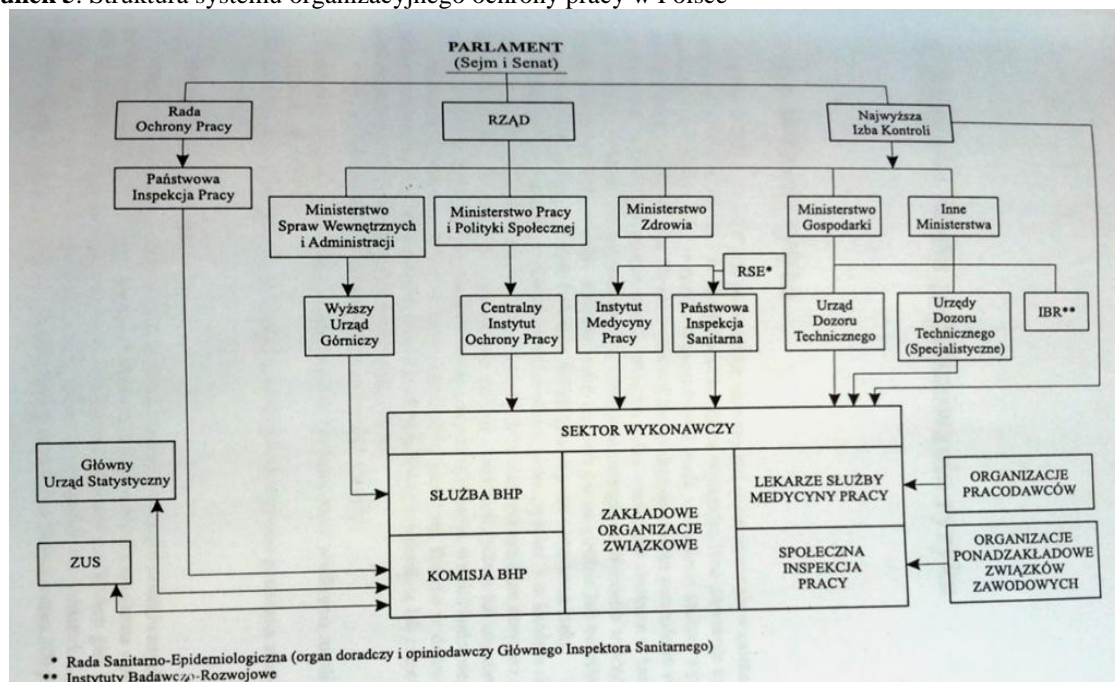 unek 3. Struktura systemu organizacyjnego ochrony pracy w Polsce
PARLAMENT
(Sejm i Senat)
Rada
Ochrony Pracy
RZĄD
Najwyższa
Izba Kontroli
Państwowa
Inspekcja Pracy
Ministerstwo
Spraw Wewnętrznych
i Administracji
Ministerstwo Pracy
i Polityki Społecznej
Ministerstwo
Zdrowia
Ministerstwo
Gospodarki
Inne
Ministerstwa
RSE*
Wyższy
Urząd
Górniczy
Centralny
Instytut
Ochrony Pracy
Instytut
Medycyny
Pracy
Państwowa
Inspekcja
Sanitarna
Urząd
Dozoru
Technicznego
Urzędy
Dozoru
Technicznego
(Specjalistyczne)
IBR**
SEKTOR WYKONAWCZY
Główny
Urząd Statystyczny
ZUS
SŁUŻBA BHP
KOMISJA BHP
ZAKŁADOWE
ORGANIZACJE
ZWIĄZKOWE
LEKARZE SŁUŻBY
MEDYCYNY PRACY
SPOŁECZNA
INSPEKCJA
PRACY
ORGANIZACJE
PRACODAWCÓW
ORGANIZACJE
PONADZAKŁADOWE
ZWIĄZKÓW
ZAWODOWYCH
* Rada Sanitarno-Epidemiologiczna (organ doradczy i opiniodawczy Głównego Inspektora Sanitarnego)
** Instytuty Badawczo-Rozwojowe